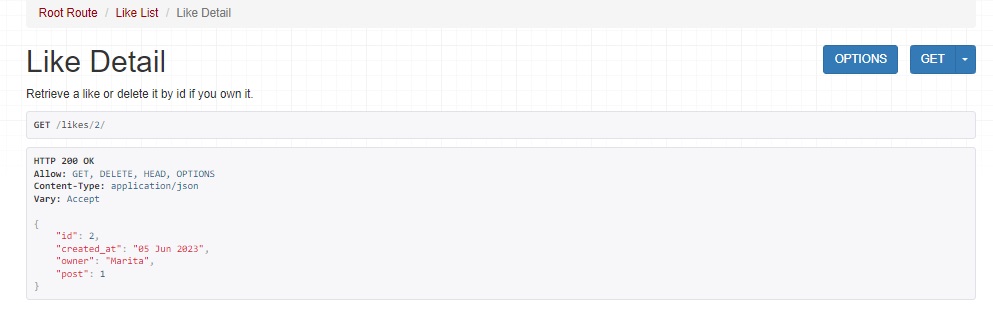 Root Route / Like List / Like Detail
Like Detail
OPTIONS
GET
Retrieve a like or delete it by id if you own it.
GET /likes/2/
HTTP 200 OK
Allow: GET, DELETE, HEAD, OPTIONS
Content-Type: application/json
Vary: Accept
{
    "id": 2,
    "created_at": "05 Jun 2023",
    "owner": "Marita",
    "post": 1
}